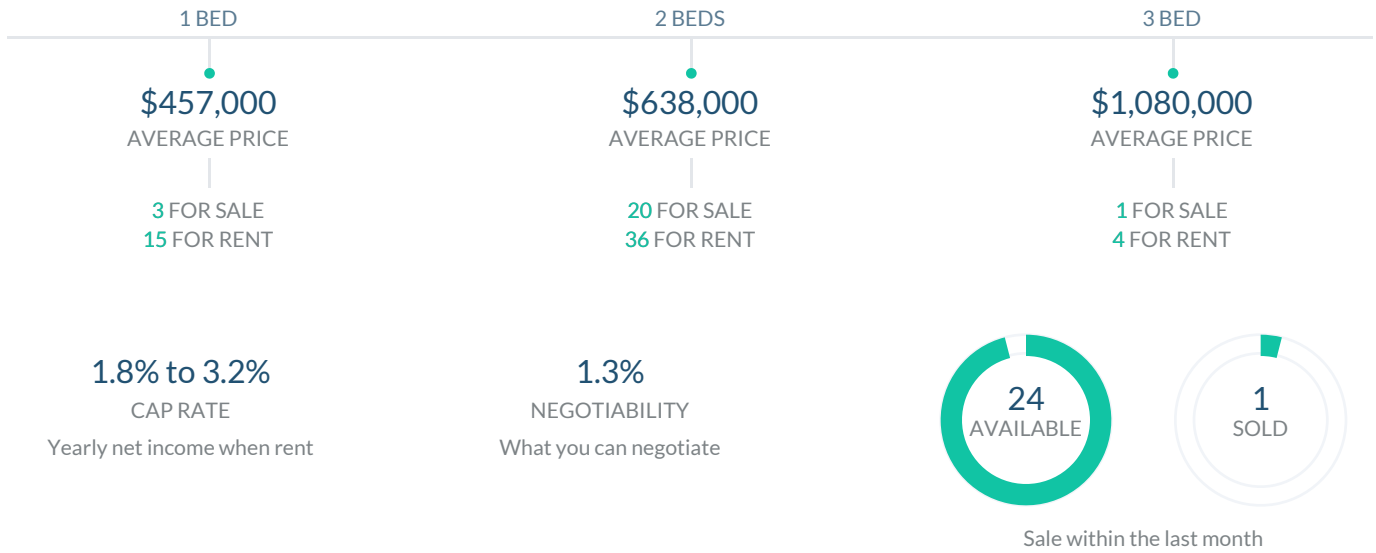 1 BED
2 BEDS
3 BED
$457,000
AVERAGE PRICE
3 FOR SALE
15 FOR RENT
$638,000
AVERAGE PRICE
20 FOR SALE
36 FOR RENT
$1,080,000
AVERAGE PRICE
1 FOR SALE
4 FOR RENT
1.8% to 3.2%
CAP RATE
Yearly net income when rent
1.3%
NEGOTIABILITY
What you can negotiate
24
AVAILABLE
1
SOLD
Sale within the last month